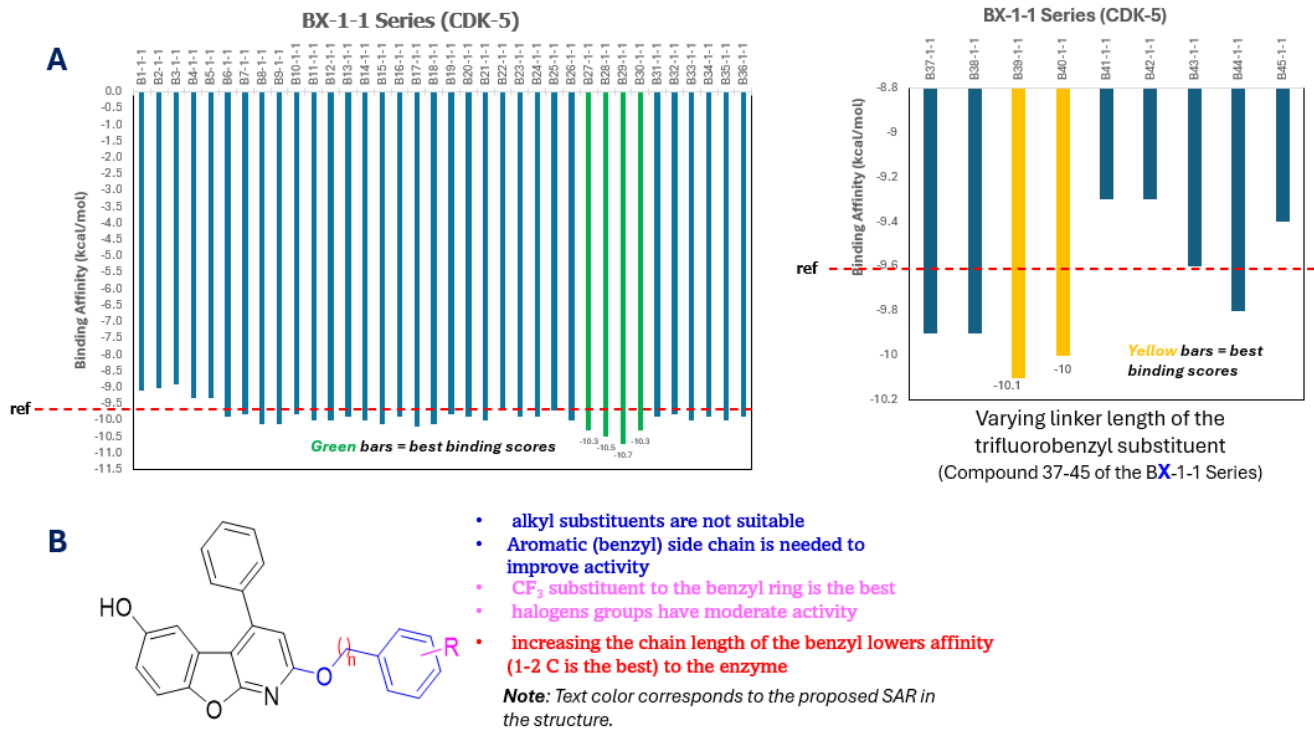 BX-1-1 Series (CDK-5)
A
B1-1-1
B2-1-1
B3-1-1
B4-1-1
B5-1-1
B6-1-1
B7-1-1
B8-1-1
B9-1-1
B10-1-1
B11-1-1
B12-1-1
B13-1-1
B14-1-1
B15-1-1
B16-1-1
B17-1-1
B18-1-1
B19-1-1
B20-1-1
B21-1-1
B22-1-1
B23-1-1
B24-1-1
B25-1-1
B26-1-1
B27-1-1
B28-1-1
B29-1-1
B30-1-1
B31-1-1
B32-1-1
B33-1-1
B34-1-1
B35-1-1
B36-1-1
Binding Affinity (kcal/mol)
0.0
-0.5
-1.0
-1.5
-2.0
-2.5
-3.0
-3.5
-4.0
-4.5
-5.0
-5.5
-6.0
-6.5
-7.0
-7.5
-8.0
-8.5
-9.0
-9.5
-10.0
-10.5
-11.0
-11.5
ref
Green bars = best binding scores
-10.3
-10.5
-10.7
-10.3
BX-1-1 Series (CDK-5)
B37-1-1
B38-1-1
B39-1-1
B40-1-1
B41-1-1
B42-1-1
B43-1-1
B44-1-1
B45-1-1
Binding Affinity (kcal/mol)
-8.8
-9
-9.2
-9.4
-9.6
-9.8
-10
-10.2
ref
-10.1
-10
Yellow bars = best
binding scores
Varying linker length of the
trifluorobenzyl substituent
(Compound 37-45 of the BX-1-1 Series)
B
HO
O
N
O
( )n
R
• alkyl substituents are not suitable
• Aromatic (benzyl) side chain is needed to
improve activity
• CF₃ substituent to the benzyl ring is the best
• halogens groups have moderate activity
• increasing the chain length of the benzyl lowers affinity
(1-2 C is the best) to the enzyme
Note: Text color corresponds to the proposed SAR in
the structure.